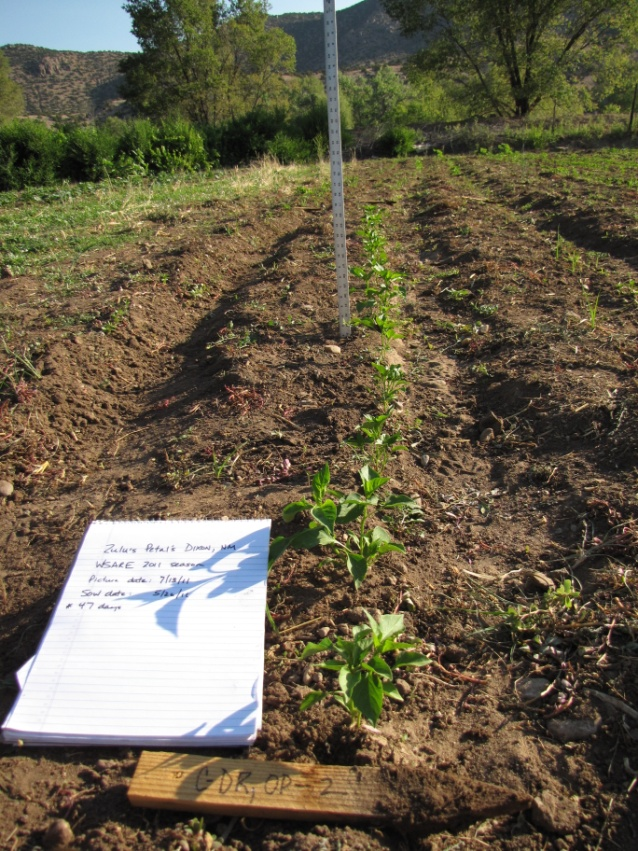 Zulu's Petals Dixon, NM
WSARE 2011 season
Picture date: 7/13/11
Sow date: 5/26/11
# 47 days
CDR, OP-2